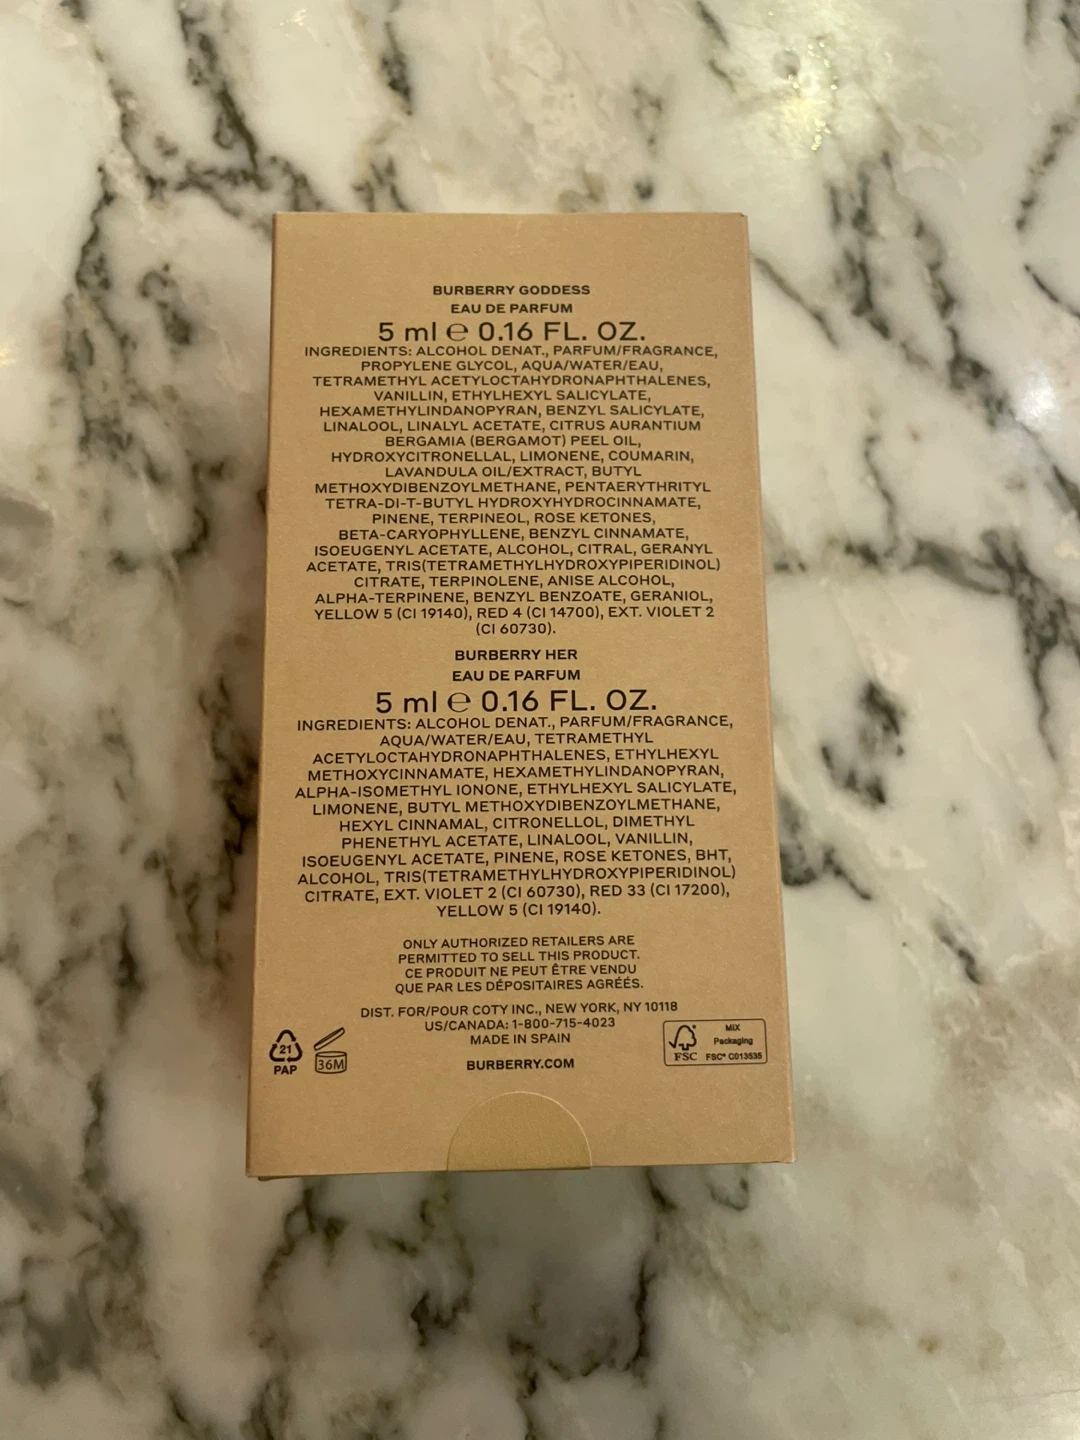 BURBERRY GODDESS
EAU DE PARFUM
5 ml ℮ 0.16 FL. OZ.
INGREDIENTS: ALCOHOL DENAT., PARFUM/FRAGRANCE,
PROPYLENE GLYCOL, AQUA/WATER/EAU,
TETRAMETHYL ACETYLOCTAHYDRONAPHTHALENES,
VANILLIN, ETHYLHEXYL SALICYLATE,
HEXAMETHYLINDANOPYRAN, BENZYL SALICYLATE,
LINALOOL, LINALYL ACETATE, CITRUS AURANTIUM
BERGAMIA (BERGAMOT) PEEL OIL,
HYDROXYCITRONELLAL, LIMONENE, COUMARIN,
LAVANDULA OIL/EXTRACT, BUTYL
METHOXYDIBENZOYLMETHANE, PENTAERYTHRITYL
TETRA-DI-T-BUTYL HYDROXYHYDROCINNAMATE,
PINENE, TERPINEOL, ROSE KETONES,
BETA-CARYOPHYLLENE, BENZYL CINNAMATE,
ISOEUGENYL ACETATE, ALCOHOL, CITRAL, GERANYL
ACETATE, TRIS(TETRAMETHYLHYDROXYPIPERIDINOL)
CITRATE, TERPINOLENE, ANISE ALCOHOL,
ALPHA-TERPINENE, BENZYL BENZOATE, GERANIOL,
YELLOW 5 (CI 19140), RED 4 (CI 14700), EXT. VIOLET 2
(CI 60730).
BURBERRY HER
EAU DE PARFUM
5 ml ℮ 0.16 FL. OZ.
INGREDIENTS: ALCOHOL DENAT., PARFUM/FRAGRANCE,
AQUA/WATER/EAU, TETRAMETHYL
ACETYLOCTAHYDRONAPHTHALENES, ETHYLHEXYL
METHOXYCINNAMATE, HEXAMETHYLINDANOPYRAN,
ALPHA-ISOMETHYL IONONE, ETHYLHEXYL SALICYLATE,
LIMONENE, BUTYL METHOXYDIBENZOYLMETHANE,
HEXYL CINNAMAL, CITRONELLOL, DIMETHYL
PHENETHYL ACETATE, LINALOOL, VANILLIN,
ISOEUGENYL ACETATE, PINENE, ROSE KETONES, BHT,
ALCOHOL, TRIS(TETRAMETHYLHYDROXYPIPERIDINOL)
CITRATE, EXT. VIOLET 2 (CI 60730), RED 33 (CI 17200),
YELLOW 5 (CI 19140).
ONLY AUTHORIZED RETAILERS ARE
PERMITTED TO SELL THIS PRODUCT.
CE PRODUIT NE PEUT ÊTRE VENDU
QUE PAR LES DÉPOSITAIRES AGRÉÉS.
DIST. FOR/POUR COTY INC., NEW YORK, NY 10118
US/CANADA: 1-800-715-4023
MADE IN SPAIN
BURBERRY.COM
21
PAP
36M
FSC
MIX
Packaging
FSC® C013535